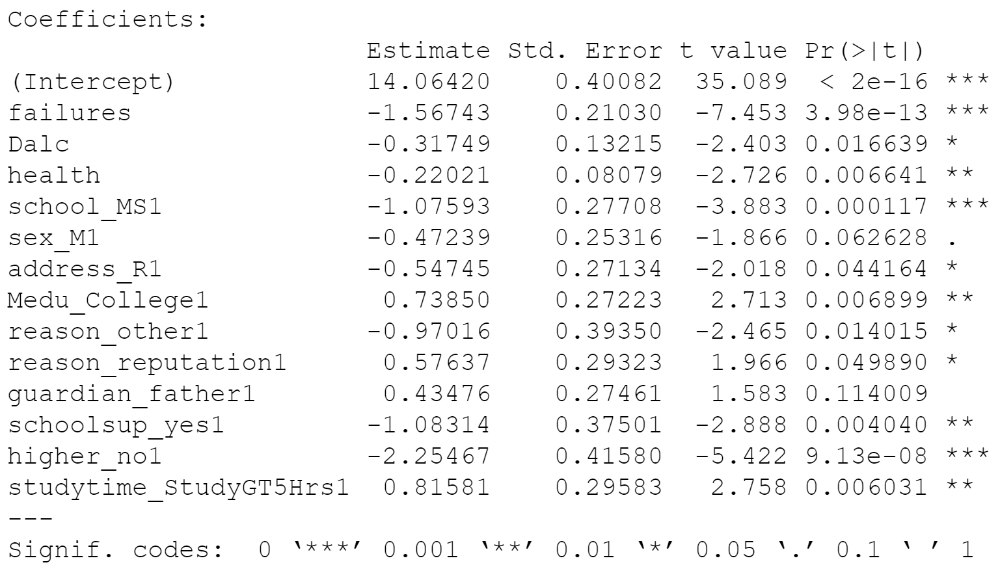 Coefficients:
                     Estimate Std. Error t value Pr(>|t|)
(Intercept)          14.06420    0.40082  35.089  < 2e-16 ***
failures             -1.56743    0.21030  -7.453 3.98e-13 ***
Dalc                 -0.31749    0.13215  -2.403 0.016639 *
health               -0.22021    0.08079  -2.726 0.006641 **
school_MS1           -1.07593    0.27708  -3.883 0.000117 ***
sex_M1               -0.47239    0.25316  -1.866 0.062628 .
address_R1           -0.54745    0.27134  -2.018 0.044164 *
Medu_College1         0.73850    0.27223   2.713 0.006899 **
reason_other1        -0.97016    0.39350  -2.465 0.014015 *
reason_reputation1    0.57637    0.29323   1.966 0.049890 *
guardian_father1      0.43476    0.27461   1.583 0.114009
schoolsup_yes1       -1.08314    0.37501  -2.888 0.004040 **
higher_no1           -2.25467    0.41580  -5.422 9.13e-08 ***
studytime_StudyGT5Hrs1  0.81581    0.29583   2.758 0.006031 **
---
Signif. codes:  0 ‘***’ 0.001 ‘**’ 0.01 ‘*’ 0.05 ‘.’ 0.1 ‘ ’ 1